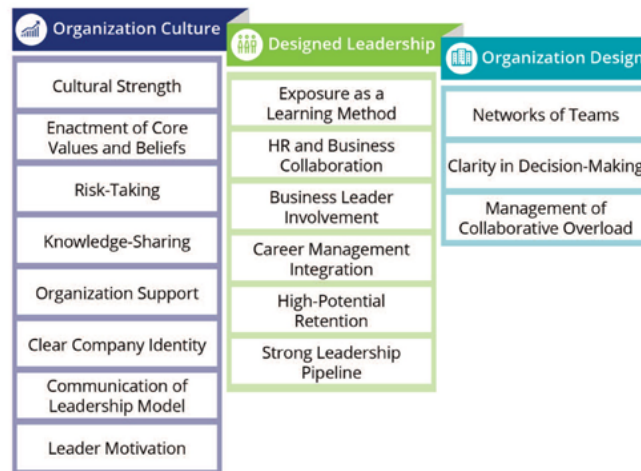 Organization Culture
Cultural Strength
Enactment of Core
Values and Beliefs
Risk-Taking
Knowledge-Sharing
Organization Support
Clear Company Identity
Communication of
Leadership Model
Leader Motivation
Designed Leadership
Exposure as a
Learning Method
HR and Business
Collaboration
Business Leader
Involvement
Career Management
Integration
High-Potential
Retention
Strong Leadership
Pipeline
Organization Design
Networks of Teams
Clarity in Decision-Making
Management of
Collaborative Overload